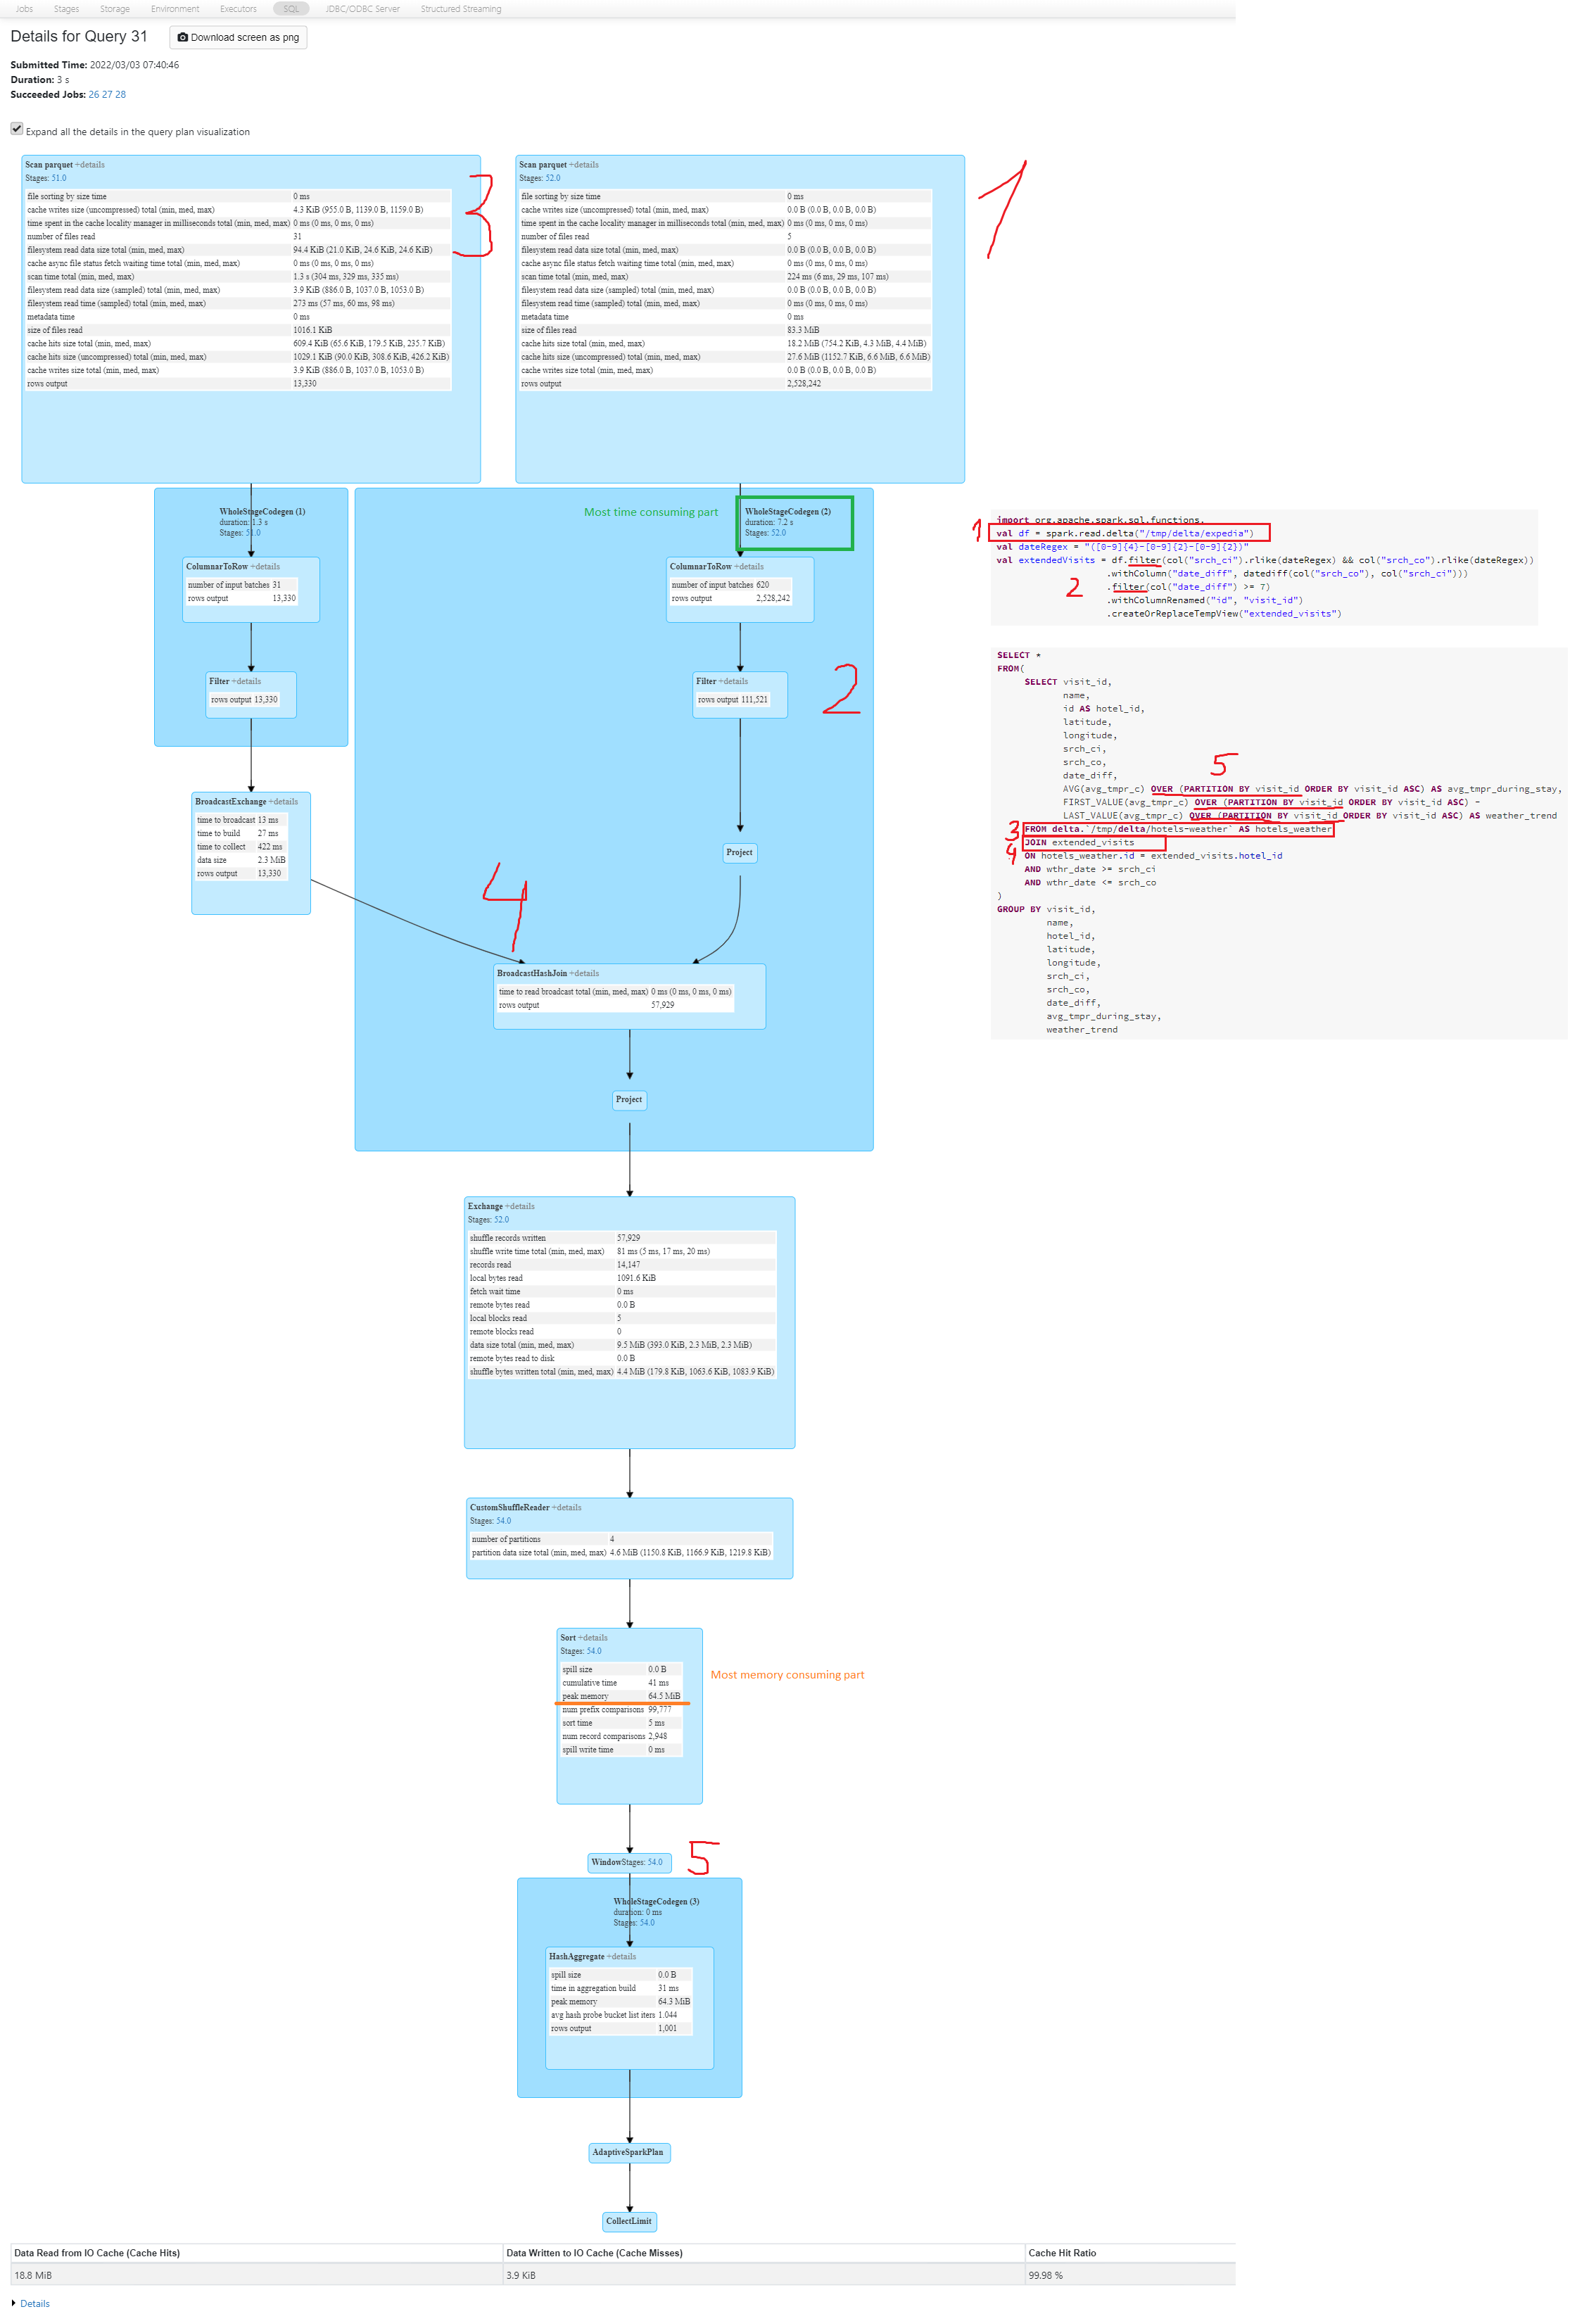 Jobs Stages Storage Environment Executors SQL JDBC/ODBC Server Structured Streaming
Details for Query 31 Download screen as png
Submitted Time: 2022/03/03 07:40:46
Duration: 3 s
Succeeded Jobs: 26 27 28
Expand all the details in the query plan visualization
Scan parquet +details
Stages: 51.0
file sorting by size time 0 ms
cache writes size (uncompressed) total (min, med, max) 4.3 KiB (955.0 B, 1139.0 B, 1159.0 B)
time spent in the cache locality manager in milliseconds total (min, med, max) 0 ms (0 ms, 0 ms, 0 ms)
number of files read 31
filesystem read data size total (min, med, max) 94.4 KiB (21.0 KiB, 24.6 KiB, 24.6 KiB)
cache async file status fetch waiting time total (min, med, max) 0 ms (0 ms, 0 ms, 0 ms)
scan time total (min, med, max) 1.3 s (304 ms, 329 ms, 335 ms)
filesystem read data size (sampled) total (min, med, max) 3.9 KiB (886.0 B, 1037.0 B, 1053.0 B)
filesystem read time (sampled) total (min, med, max) 273 ms (57 ms, 60 ms, 98 ms)
metadata time 0 ms
size of files read 1016.1 KiB
cache hits size total (min, med, max) 609.4 KiB (65.6 KiB, 179.5 KiB, 235.7 KiB)
cache hits size (uncompressed) total (min, med, max) 1029.1 KiB (90.0 KiB, 308.6 KiB, 426.2 KiB)
cache writes size total (min, med, max) 3.9 KiB (886.0 B, 1037.0 B, 1053.0 B)
rows output 13,330
3
Scan parquet +details
Stages: 52.0
file sorting by size time 0 ms
cache writes size (uncompressed) total (min, med, max) 0.0 B (0.0 B, 0.0 B, 0.0 B)
time spent in the cache locality manager in milliseconds total (min, med, max) 0 ms (0 ms, 0 ms, 0 ms)
number of files read 5
filesystem read data size total (min, med, max) 0.0 B (0.0 B, 0.0 B, 0.0 B)
cache async file status fetch waiting time total (min, med, max) 0 ms (0 ms, 0 ms, 0 ms)
scan time total (min, med, max) 224 ms (6 ms, 29 ms, 107 ms)
filesystem read data size (sampled) total (min, med, max) 0.0 B (0.0 B, 0.0 B, 0.0 B)
filesystem read time (sampled) total (min, med, max) 0 ms (0 ms, 0 ms, 0 ms)
metadata time 0 ms
size of files read 83.3 MiB
cache hits size total (min, med, max) 18.2 MiB (754.2 KiB, 4.3 MiB, 4.4 MiB)
cache hits size (uncompressed) total (min, med, max) 27.6 MiB (1152.7 KiB, 6.6 MiB, 6.6 MiB)
cache writes size total (min, med, max) 0.0 B (0.0 B, 0.0 B, 0.0 B)
rows output 2,528,242
1
WholeStageCodegen (1)
duration: 1.3 s
Stages: 51.0
ColumnarToRow +details
number of input batches 31
rows output 13,330
Filter +details
rows output 13,330
BroadcastExchange +details
time to broadcast 13 ms
time to build 27 ms
time to collect 422 ms
data size 2.3 MiB
rows output 13,330
Most time consuming part
WholeStageCodegen (2)
duration: 7.2 s
Stages: 52.0
ColumnarToRow +details
number of input batches 620
rows output 2,528,242
Filter +details
rows output 111,521
2
Project
4
BroadcastHashJoin +details
time to read broadcast total (min, med, max) 0 ms (0 ms, 0 ms, 0 ms)
rows output 57,929
Project
import org.apache.spark.sql.functions.
1 val df = spark.read.delta("/tmp/delta/expedia")
val dateRegex = "([0-9]{4}-[0-9]{2}-[0-9]{2})"
val extendedVisits = df.filter(col("srch_ci").rlike(dateRegex) && col("srch_co").rlike(dateRegex))
.withColumn("date_diff", datediff(col("srch_co"), col("srch_ci")))
2 .filter(col("date_diff") >= 7)
.withColumnRenamed("id", "visit_id")
.createOrReplaceTempView("extended_visits")
SELECT *
FROM(
SELECT visit_id,
name,
id AS hotel_id,
latitude,
longitude,
srch_ci,
srch_co,
5
date_diff,
AVG(avg_tmpr_c) OVER (PARTITION BY visit_id ORDER BY visit_id ASC) AS avg_tmpr_during_stay,
FIRST_VALUE(avg_tmpr_c) OVER (PARTITION BY visit_id ORDER BY visit_id ASC) -
LAST_VALUE(avg_tmpr_c) OVER (PARTITION BY visit_id ORDER BY visit_id ASC) AS weather_trend
3 FROM delta.`/tmp/delta/hotels-weather` AS hotels_weather
4 JOIN extended_visits
ON hotels_weather.id = extended_visits.hotel_id
AND wthr_date >= srch_ci
AND wthr_date <= srch_co
)
GROUP BY visit_id,
name,
hotel_id,
latitude,
longitude,
srch_ci,
srch_co,
date_diff,
avg_tmpr_during_stay,
weather_trend
Exchange +details
Stages: 52.0
shuffle records written 57,929
shuffle write time total (min, med, max) 81 ms (5 ms, 17 ms, 20 ms)
records read 14,147
local bytes read 1091.6 KiB
fetch wait time 0 ms
remote bytes read 0.0 B
local blocks read 5
remote blocks read 0
data size total (min, med, max) 9.5 MiB (393.0 KiB, 2.3 MiB, 2.3 MiB)
remote bytes read to disk 0.0 B
shuffle bytes written total (min, med, max) 4.4 MiB (179.8 KiB, 1063.6 KiB, 1083.9 KiB)
CustomShuffleReader +details
Stages: 54.0
number of partitions 4
partition data size total (min, med, max) 4.6 MiB (1150.8 KiB, 1166.9 KiB, 1219.8 KiB)
Sort +details
Stages: 54.0
spill size 0.0 B
cumulative time 41 ms
peak memory 64.5 MiB
num prefix comparisons 99,777
sort time 5 ms
num record comparisons 2,948
spill write time 0 ms
Most memory consuming part
WindowStages: 54.0
5
WholeStageCodegen (3)
duration: 0 ms
Stages: 54.0
HashAggregate +details
spill size 0.0 B
time in aggregation build 31 ms
peak memory 64.3 MiB
avg hash probe bucket list iters 1.044
rows output 1,001
AdaptiveSparkPlan
CollectLimit
Data Read from IO Cache (Cache Hits) Data Written to IO Cache (Cache Misses) Cache Hit Ratio
18.8 MiB 3.9 KiB 99.98 %
Details